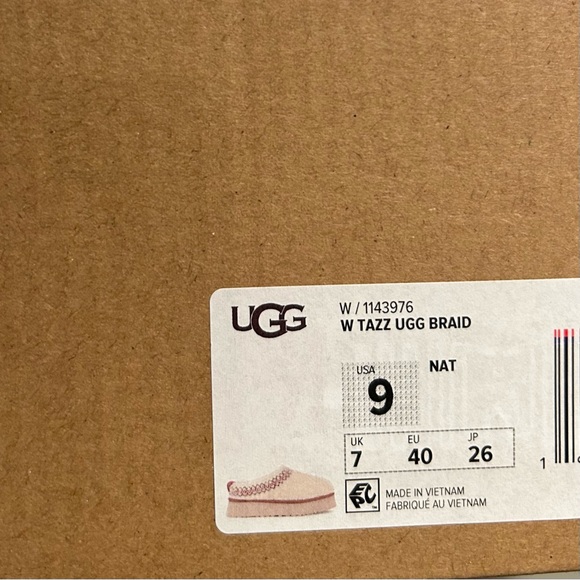 UGG
W / 1143976
W TAZZ UGG BRAID
USA
9
NAT
UK
7
EU
40
JP
26
MADE IN VIETNAM
FABRIQUÉ AU VIETNAM
1